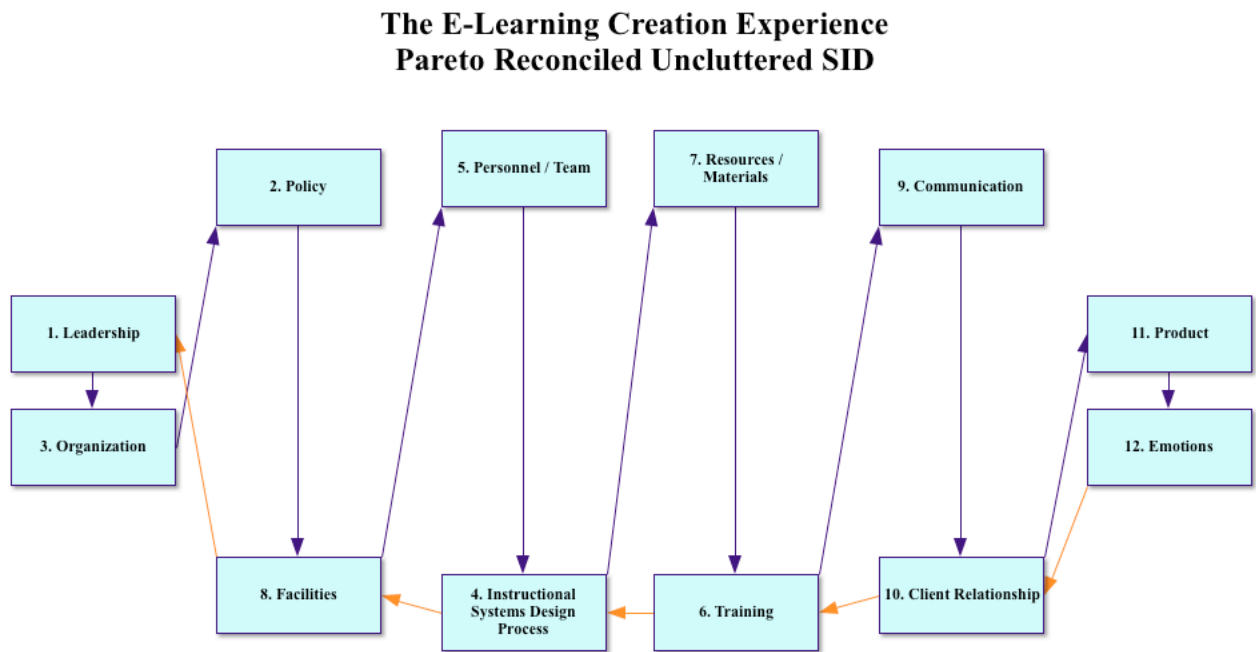 The E-Learning Creation Experience
Pareto Reconciled Uncluttered SID
5. Personnel / Team
7. Resources /
Materials
2. Policy
9. Communication
1. Leadership
11. Product
3. Organization
12. Emotions
8. Facilities
4. Instructional
Systems Design
Process
6. Training
10. Client Relationship